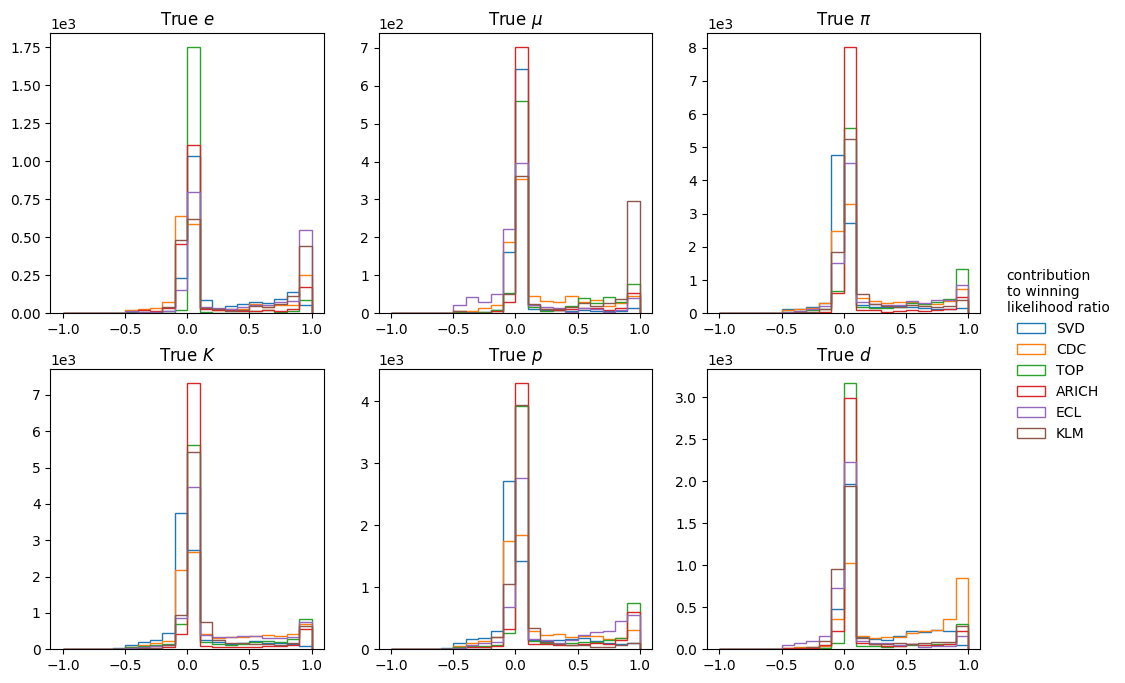 True e
1e3
1.75
1.50
1.25
1.00
0.75
0.50
0.25
0.00
−1.0 −0.5 0.0 0.5 1.0
True μ
1e2
7
6
5
4
3
2
1
0
−1.0 −0.5 0.0 0.5 1.0
True π
1e3
8
7
6
5
4
3
2
1
0
−1.0 −0.5 0.0 0.5 1.0
contribution
to winning
likelihood ratio
SVD
CDC
TOP
ARICH
ECL
KLM
True K
1e3
7
6
5
4
3
2
1
0
−1.0 −0.5 0.0 0.5 1.0
True p
1e3
4
3
2
1
0
−1.0 −0.5 0.0 0.5 1.0
True d
1e3
3.0
2.5
2.0
1.5
1.0
0.5
0.0
−1.0 −0.5 0.0 0.5 1.0